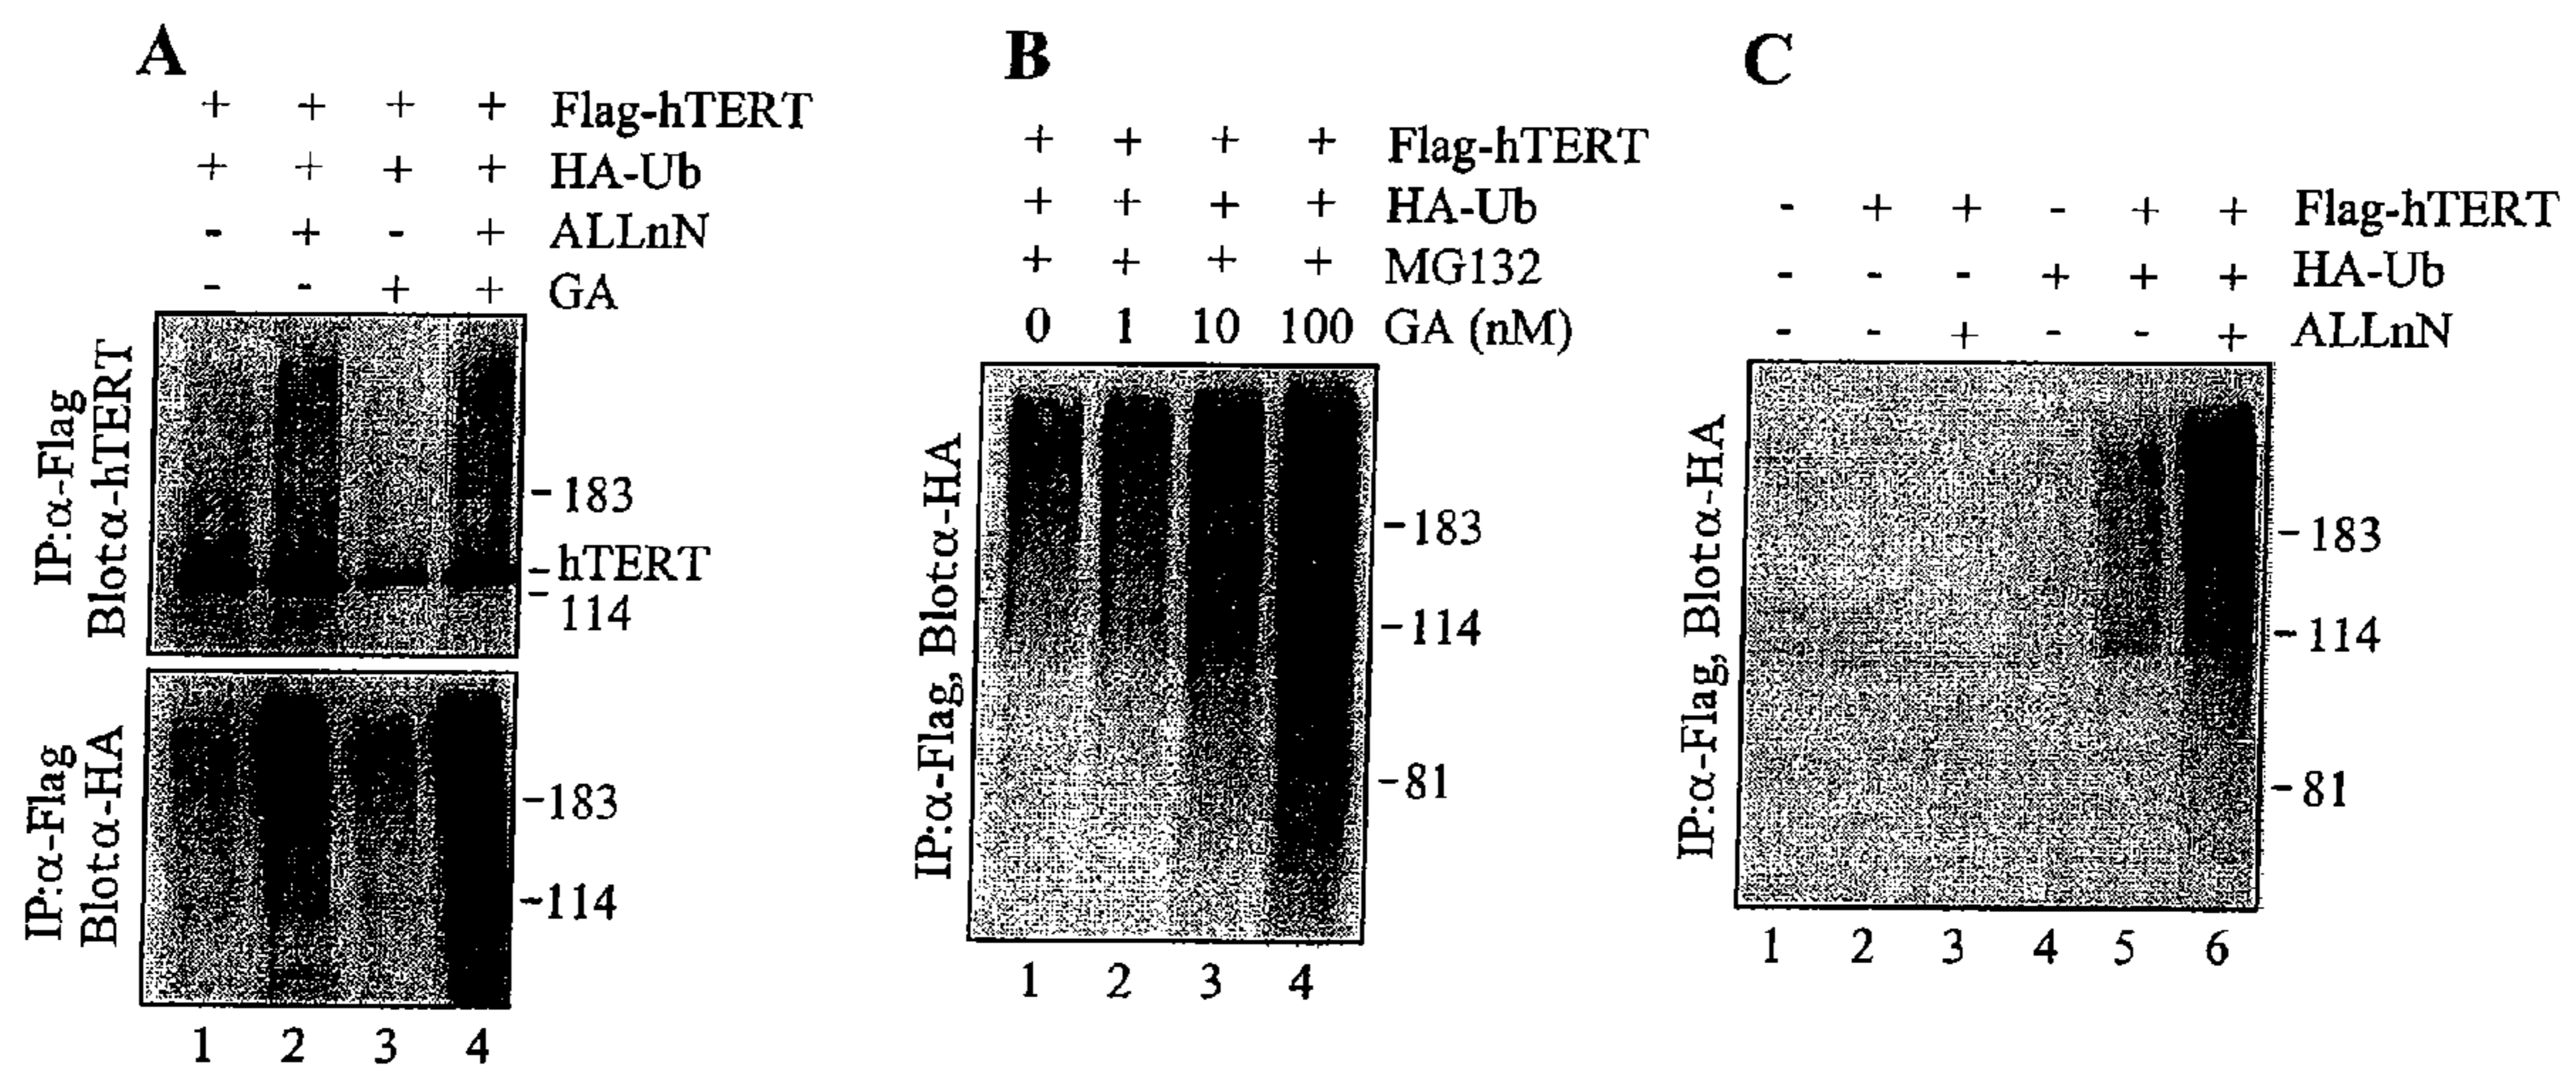 A
+ + + + Flag-hTERT
+ + + + HA-Ub
- + - + ALLnN
- - + + GA
IP:α-Flag
Blotα-hTERT
-183
-hTERT
-
114
IP:α-Flag
Blotα-HA
-183
-114
1 2 3 4
B
+ + + + Flag-hTERT
+ + + + HA-Ub
+ + + + MG132
0 1 10 100 GA (nM)
IP:α-Flag, Blotα-HA
-183
-114
-81
1 2 3 4
C
- + + - + + Flag-hTERT
- - - + + + HA-Ub
- - + - - + ALLnN
IP:α-Flag, Blotα-HA
-183
-114
-81
1 2 3 4 5 6